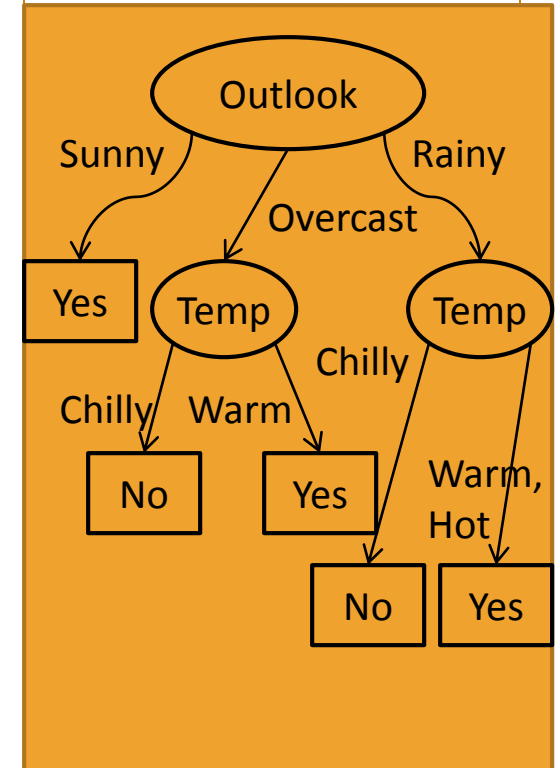 Outlook
Sunny
Rainy
Overcast
Yes
Temp
Temp
Chilly
Chilly
Warm
No
Yes
Warm,
Hot
No
Yes